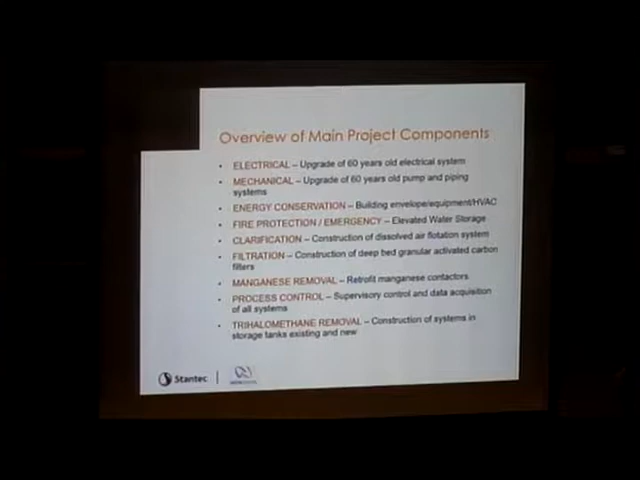 Overview of Main Project Components
• ELECTRICAL – Upgrade of 60 years old electrical system
• MECHANICAL – Upgrade of 60 years old pump and piping
systems
• ENERGY CONSERVATION – Building envelope/equipment/HVAC
• FIRE PROTECTION / EMERGENCY – Elevated Water Storage
• CLARIFICATION – Construction of dissolved air flotation system
• FILTRATION – Construction of deep bed granular activated carbon
filters
• MANGANESE REMOVAL – Retrofit manganese contactors
• PROCESS CONTROL – Supervisory control and data acquisition
of all systems
• TRIHALOMETHANE REMOVAL – Construction of systems in
storage tanks existing and new
Stantec